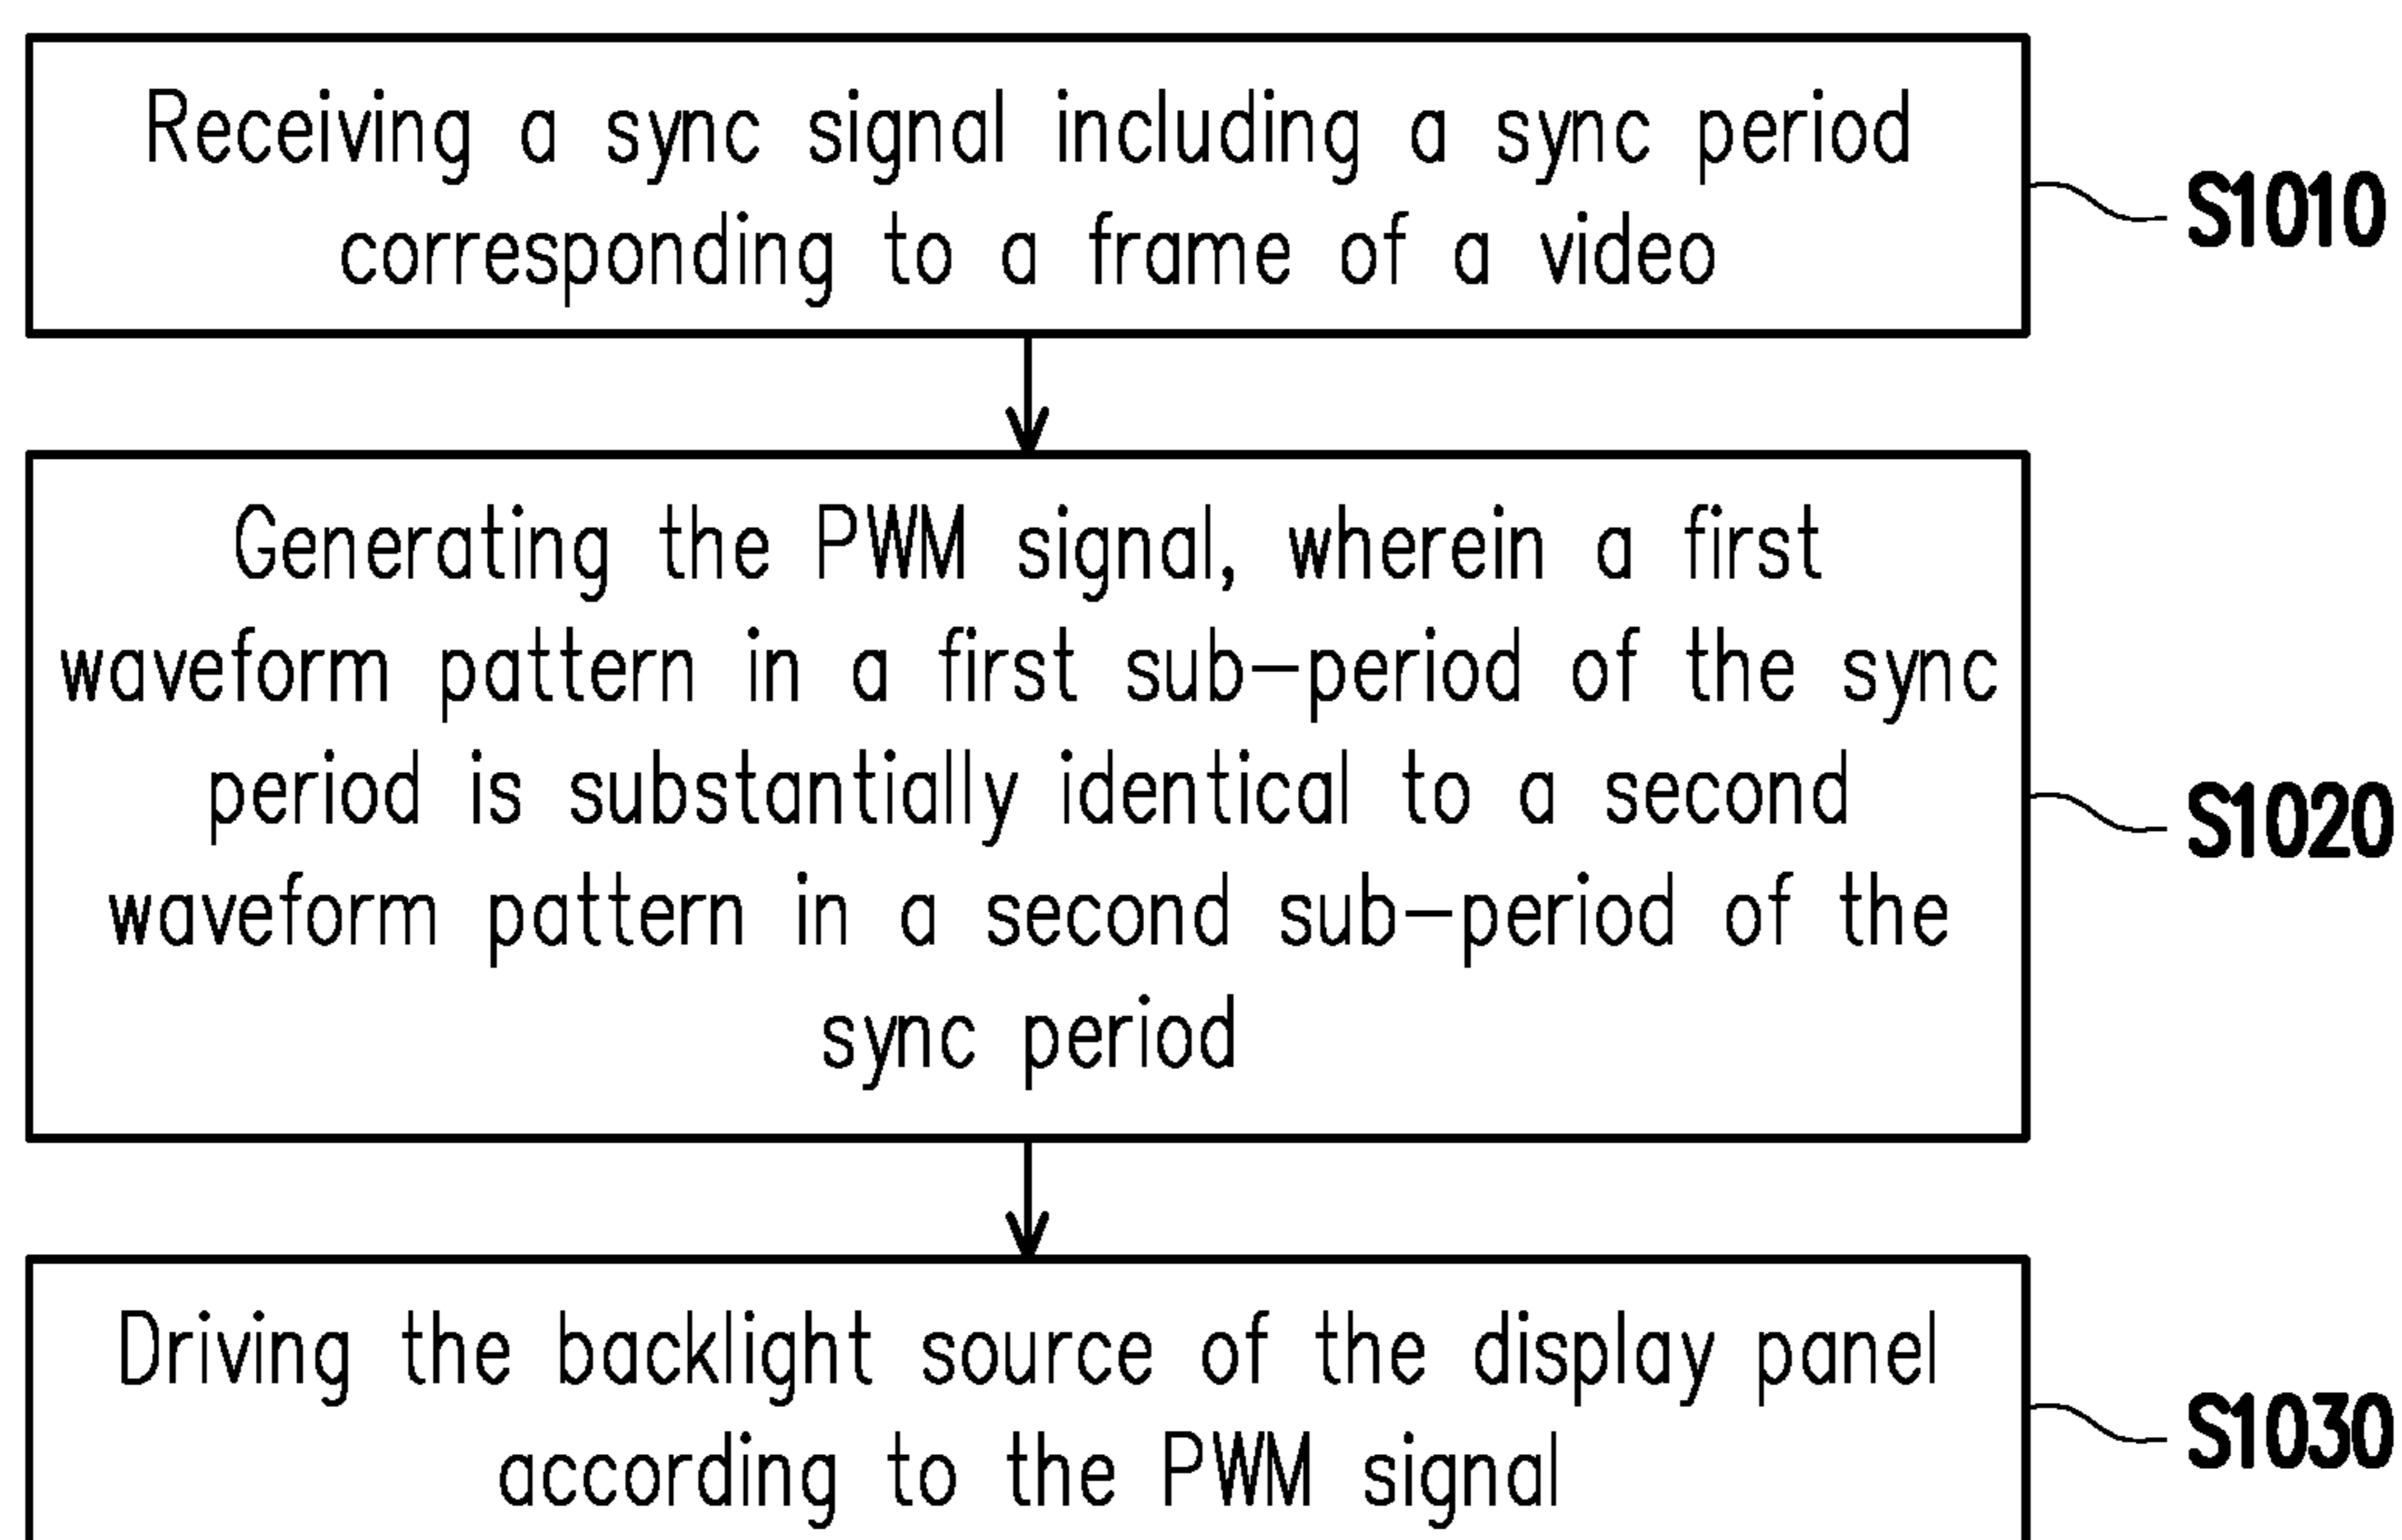 Receiving a sync signal including a sync period
corresponding to a frame of a video
S1010
Generating the PWM signal, wherein a first
waveform pattern in a first sub-period of the sync
period is substantially identical to a second
waveform pattern in a second sub-period of the
sync period
S1020
Driving the backlight source of the display panel
according to the PWM signal
S1030